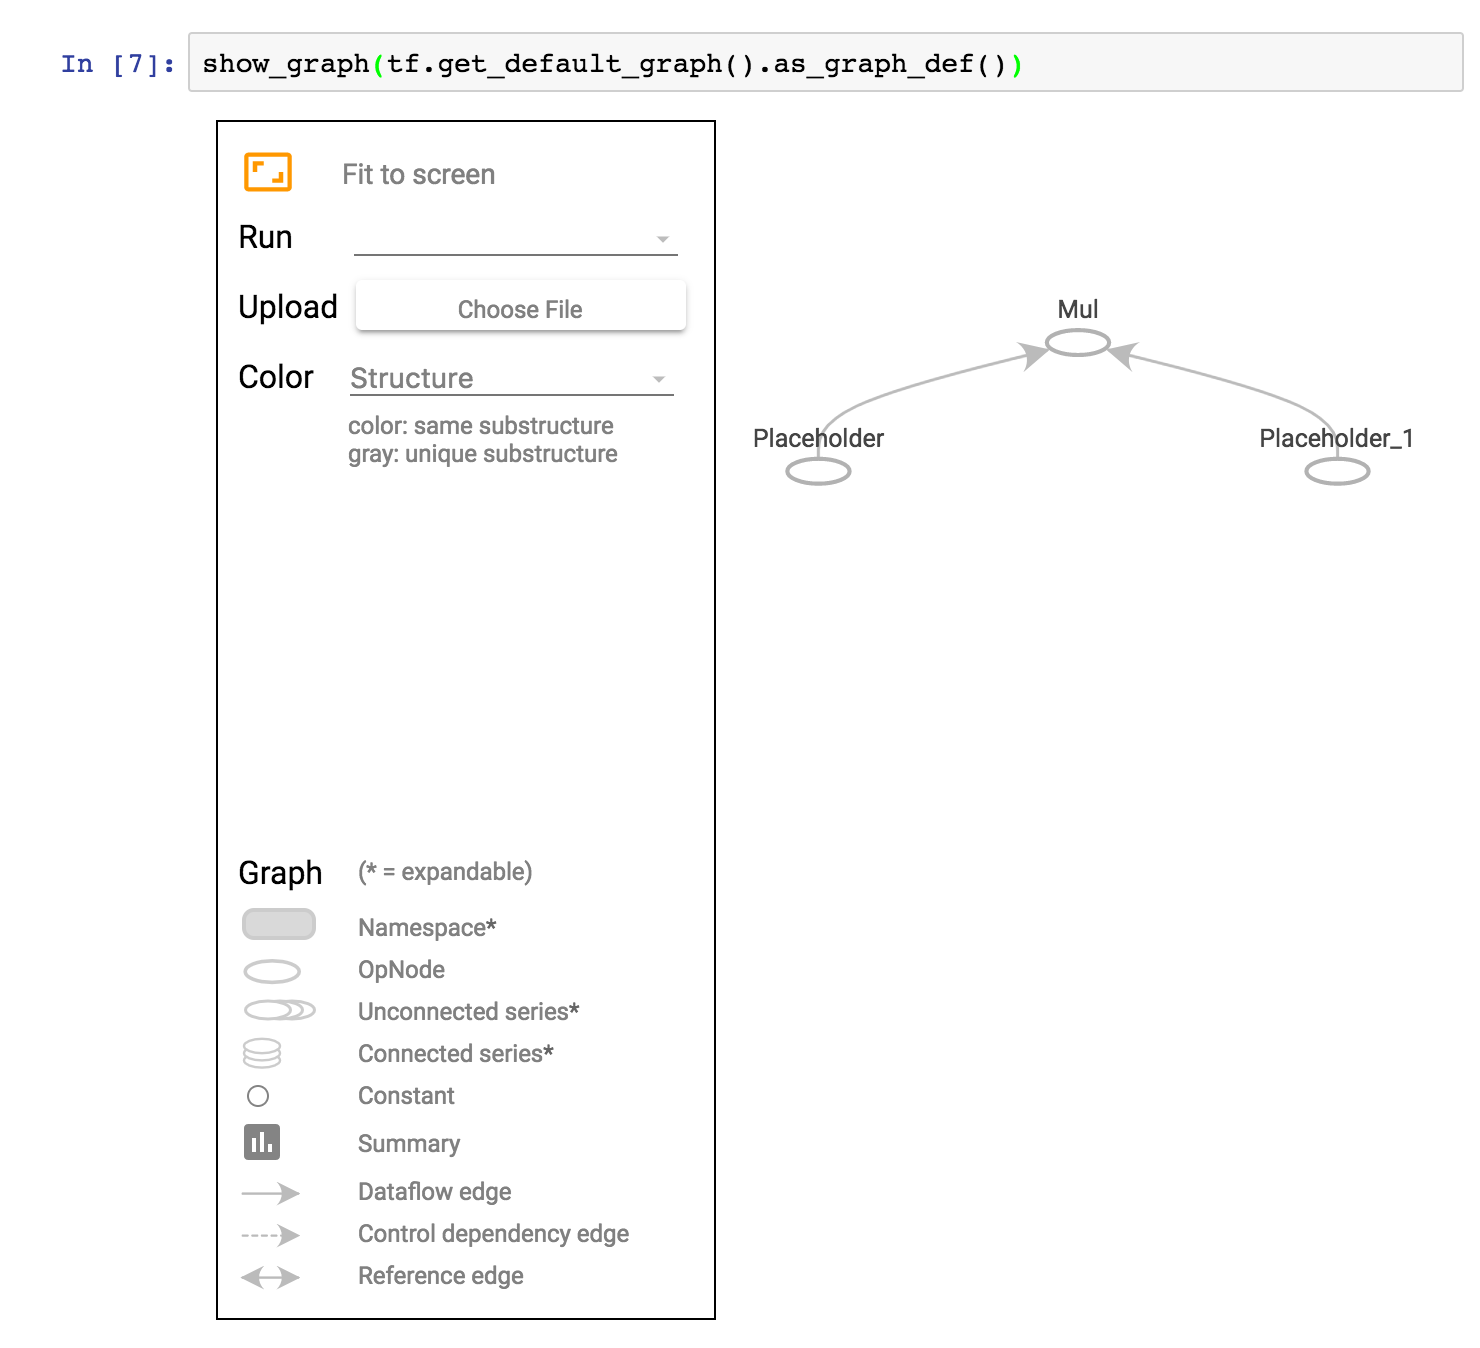 In [7]: show_graph(tf.get_default_graph().as_graph_def())
Fit to screen
Run
Upload Choose File
Color Structure
color: same substructure
gray: unique substructure
Mul
Placeholder Placeholder_1
Graph (* = expandable)
Namespace*
OpNode
Unconnected series*
Connected series*
Constant
Summary
Dataflow edge
Control dependency edge
Reference edge